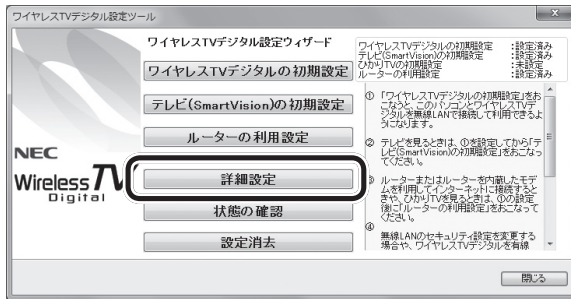 ワイヤレスTVデジタル設定ツール
ワイヤレスTVデジタル設定ウィザード
ワイヤレスTVデジタルの初期設定
テレビ(SmartVision)の初期設定
ルーターの利用設定
詳細設定
状態の確認
設定消去
NEC
Wireless TV
Digital
ワイヤレスTVデジタルの初期設定 :設定済み
テレビ(SmartVision)の初期設定 :設定済み
ひかりTVの初期設定 :未設定
ルーターの利用設定 :設定済み
① 「ワイヤレスTVデジタルの初期設定」をお
こなうと、このパソコンとワイヤレスTVデ
ジタルを無線LANで接続して利用できるよ
うになります。
② テレビを見るときは、①を設定してから「テ
レビ(SmartVision)の初期設定」をおこなっ
てください。
③ ルーターまたはルーターを内蔵したモデ
ムを利用してインターネットに接続すると
きや、ひかりTVを見るときは、①の設定
後に「ルーターの利用設定」をおこなって
ください。
④
無線LANのセキュリティ設定を変更する
場合や、ワイヤレスTVデジタルを有線
閉じる